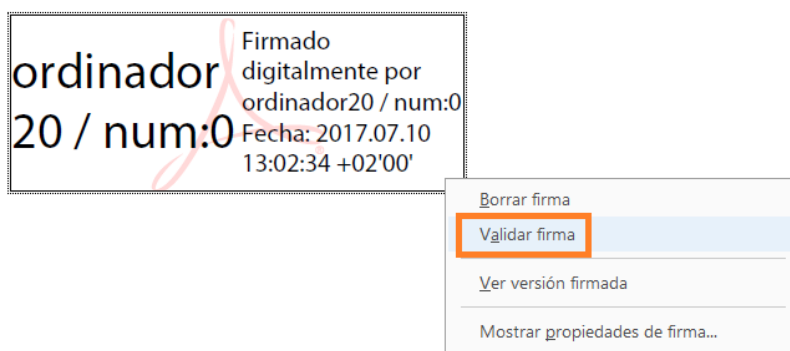 ordinador
20 / num:0
Firmado
digitalmente por
ordinador20 / num:0
Fecha: 2017.07.10
13:02:34 +02'00'
Borrar firma
Validar firma
Ver versión firmada
Mostrar propiedades de firma...